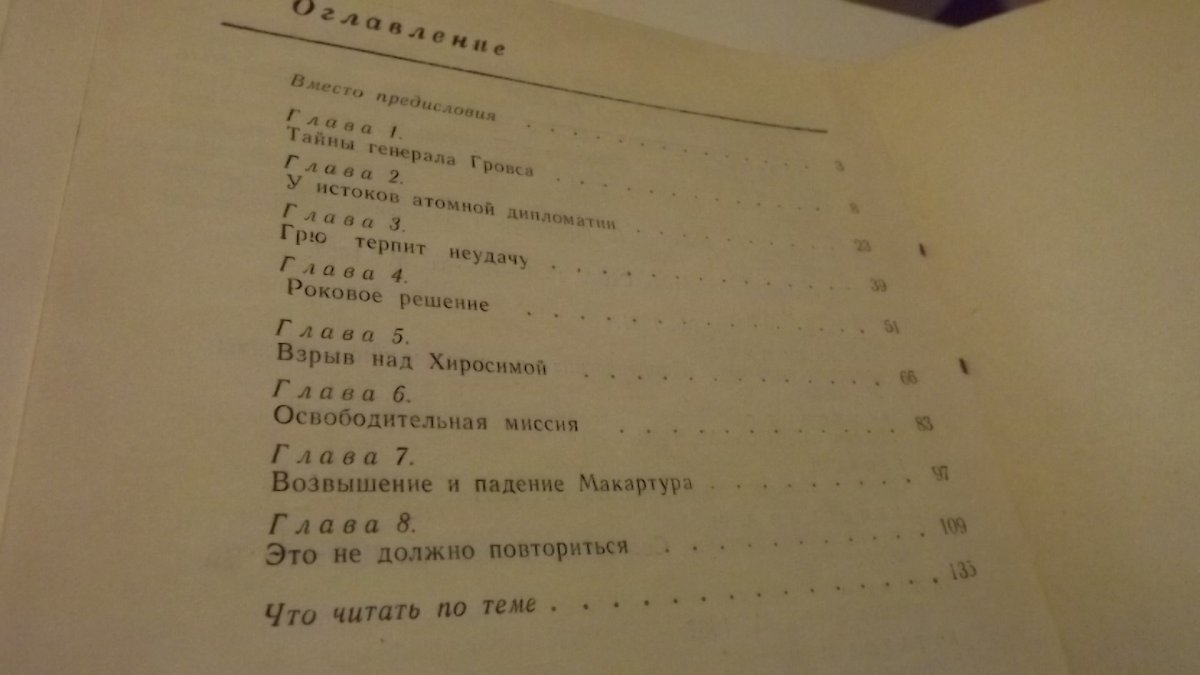 Оглавление
Вместо предисловия . . . . . . . . . . . . . 3
Глава 1.
Тайны генерала Гровса . . . . . . . . . . . . 8
Глава 2.
У истоков атомной дипломатии . . . . . . . . . 23
Глава 3.
Грю терпит неудачу . . . . . . . . . . . . . 39
Глава 4.
Роковое решение . . . . . . . . . . . . . . 51
Глава 5.
Взрыв над Хиросимой . . . . . . . . . . . . 66
Глава 6.
Освободительная миссия . . . . . . . . . . . 83
Глава 7.
Возвышение и падение Макартура . . . . . . . . . 97
Глава 8.
Это не должно повториться . . . . . . . . . . 109
Что читать по теме . . . . . . . . . . . . . 135